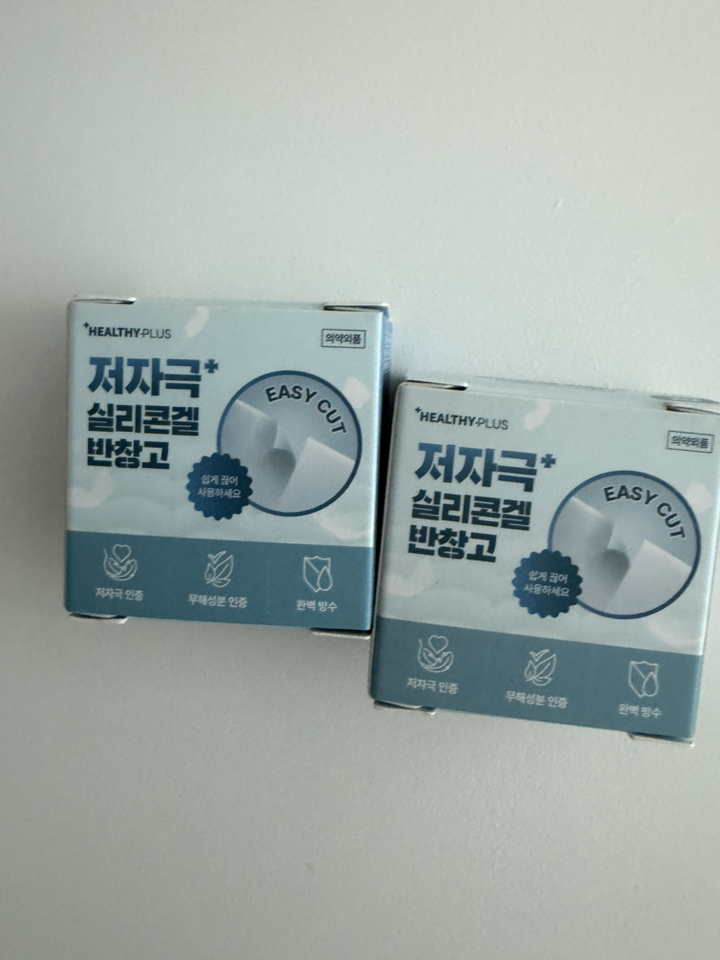 +HEALTHY-PLUS
의약외품
저자극+
실리콘겔
반창고
EASY CUT
쉽게 끊어
사용하세요
저자극 인증
무해성분 인증
완벽 방수
+HEALTHY-PLUS
의약외품
저자극+
실리콘겔
반창고
EASY CUT
쉽게 끊어
사용하세요
저자극 인증
무해성분 인증
완벽 방수